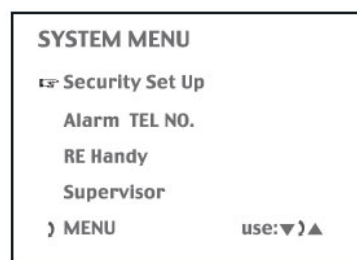 SYSTEM MENU
☞ Security Set Up
Alarm TEL NO.
RE Handy
Supervisor
❩ MENU use:▼❩▲